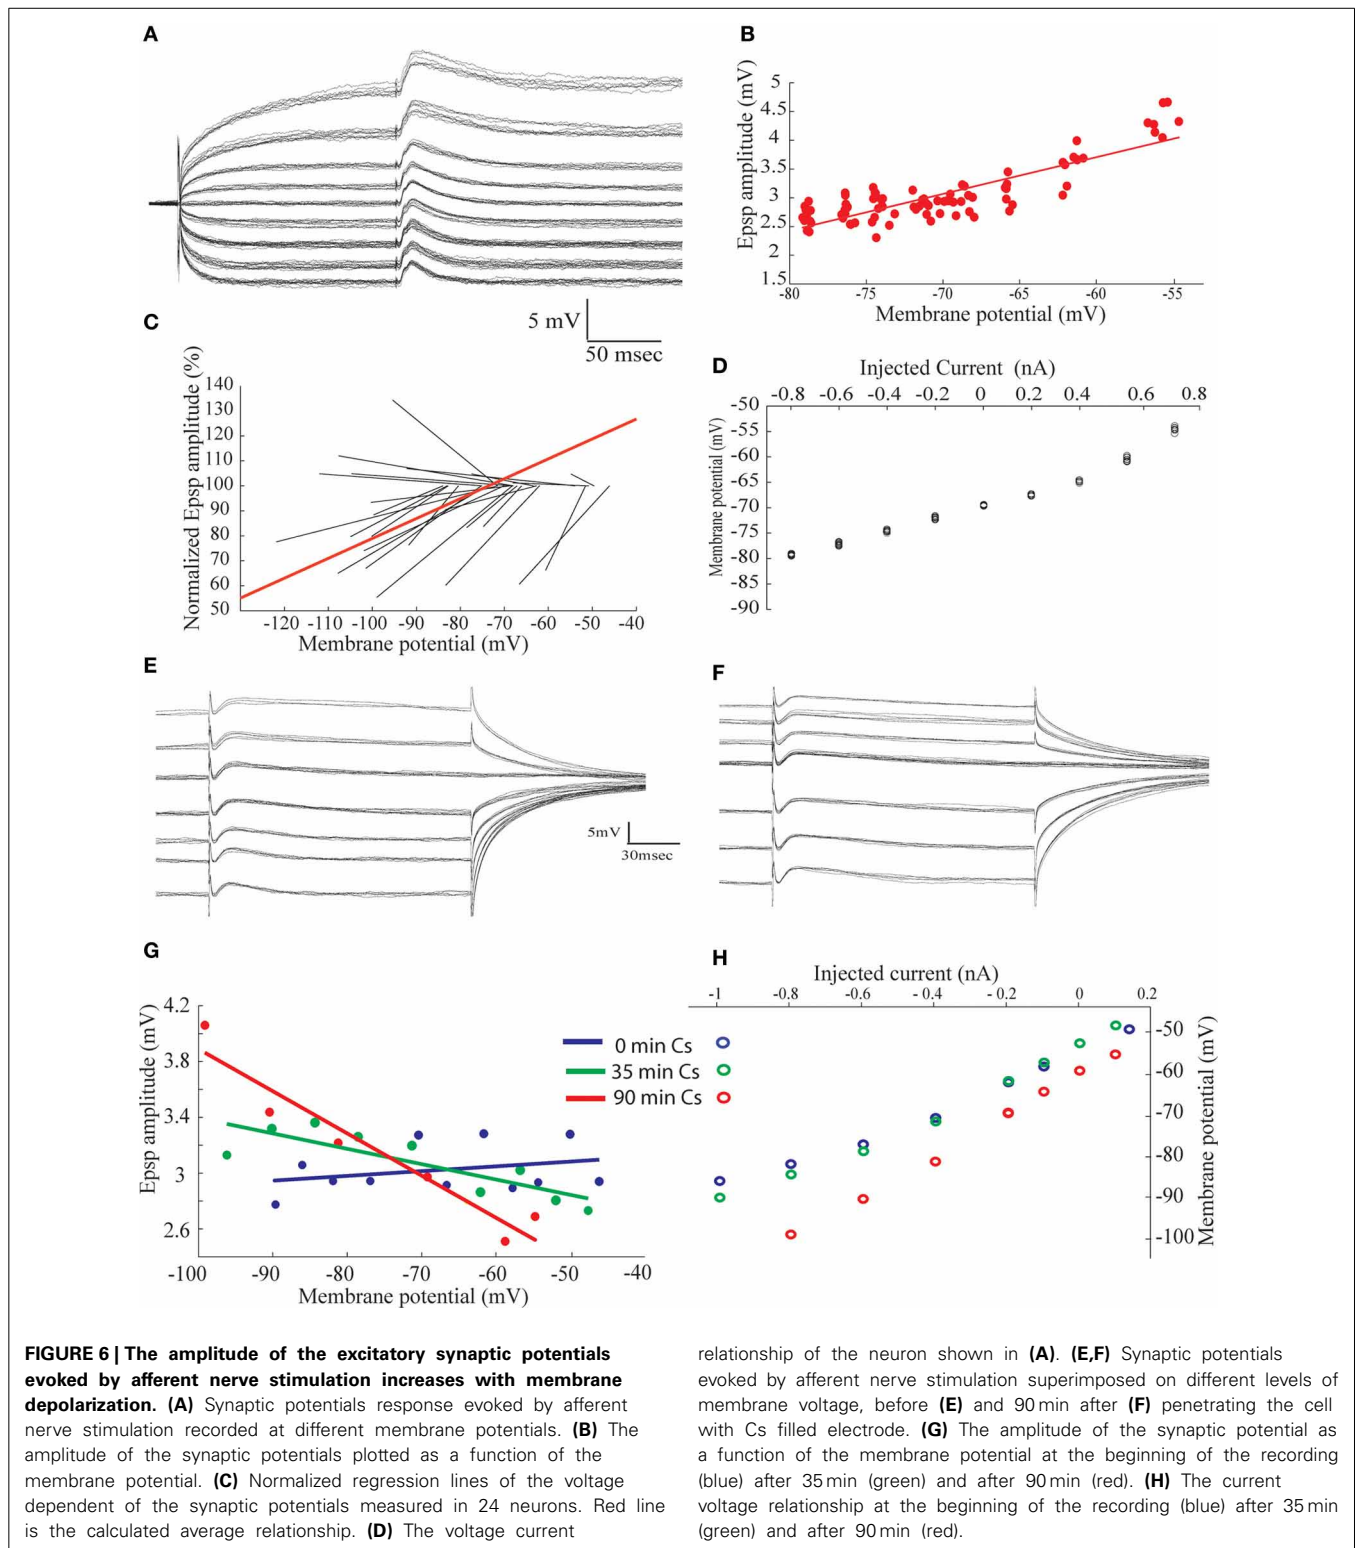 A
5 mV
50 msec
B
Epsp amplitude (mV)
5
4.5
4
3.5
3
2.5
2
1.5
-80 -75 -70 -65 -60 -55
Membrane potential (mV)
C
Normalized Epsp amplitude (%)
140
130
120
110
100
90
80
70
60
50
-120 -110 -100 -90 -80 -70 -60 -50 -40
Membrane potential (mV)
D
Injected Current (nA)
-0.8 -0.6 -0.4 -0.2 0 0.2 0.4 0.6 0.8
Membrane potential (mV)
-50
-55
-60
-65
-70
-75
-80
-85
-90
E
5mV
30msec
F
G
Epsp amplitude (mV)
4.2
3.8
3.4
3
2.6
-100 -90 -80 -70 -60 -50 -40
Membrane potential (mV)
0 min Cs
35 min Cs
90 min Cs
H
Injected current (nA)
-1 -0.8 -0.6 - 0.4 - 0.2 0 0.2
-50
-60
-70
-80
-90
-100
Membrane potential (mV)
FIGURE 6 | The amplitude of the excitatory synaptic potentials
evoked by afferent nerve stimulation increases with membrane
depolarization. (A) Synaptic potentials response evoked by afferent
nerve stimulation recorded at different membrane potentials. (B) The
amplitude of the synaptic potentials plotted as a function of the
membrane potential. (C) Normalized regression lines of the voltage
dependent of the synaptic potentials measured in 24 neurons. Red line
is the calculated average relationship. (D) The voltage current
relationship of the neuron shown in (A). (E,F) Synaptic potentials
evoked by afferent nerve stimulation superimposed on different levels of
membrane voltage, before (E) and 90 min after (F) penetrating the cell
with Cs filled electrode. (G) The amplitude of the synaptic potential as
a function of the membrane potential at the beginning of the recording
(blue) after 35 min (green) and after 90 min (red). (H) The current
voltage relationship at the beginning of the recording (blue) after 35 min
(green) and after 90 min (red).